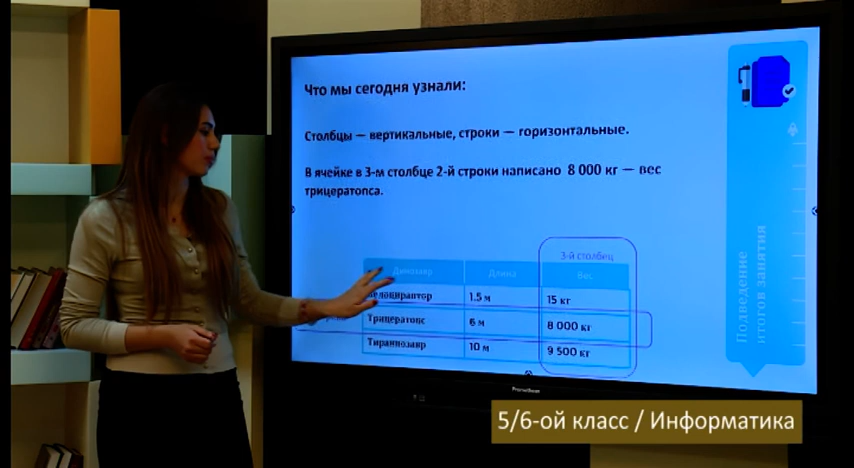 Что мы сегодня узнали:
Столбцы — вертикальные, строки — горизонтальные.
В ячейке в 3-м столбце 2-й строки написано 8 000 кг — вес
трицератопса.
3-й столбец
Динозавр Длина Вес
Велоцираптор 1.5 м 15 кг
Трицератопс 6 м 8 000 кг
Тираннозавр 10 м 9 500 кг
Подведение
итогов занятия
Promethean
5/6-ой класс / Информатика